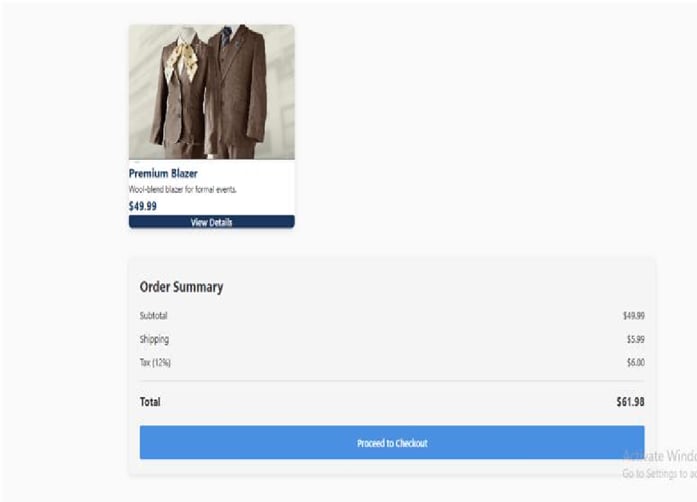 Premium Blazer
Wool-blend blazer for formal events.
$49.99
View Details
Order Summary
Subtotal $49.99
Shipping $5.99
Tax (12%) $6.00
Total $61.98
Proceed to Checkout
Activate Windo
Go to Settings to ac